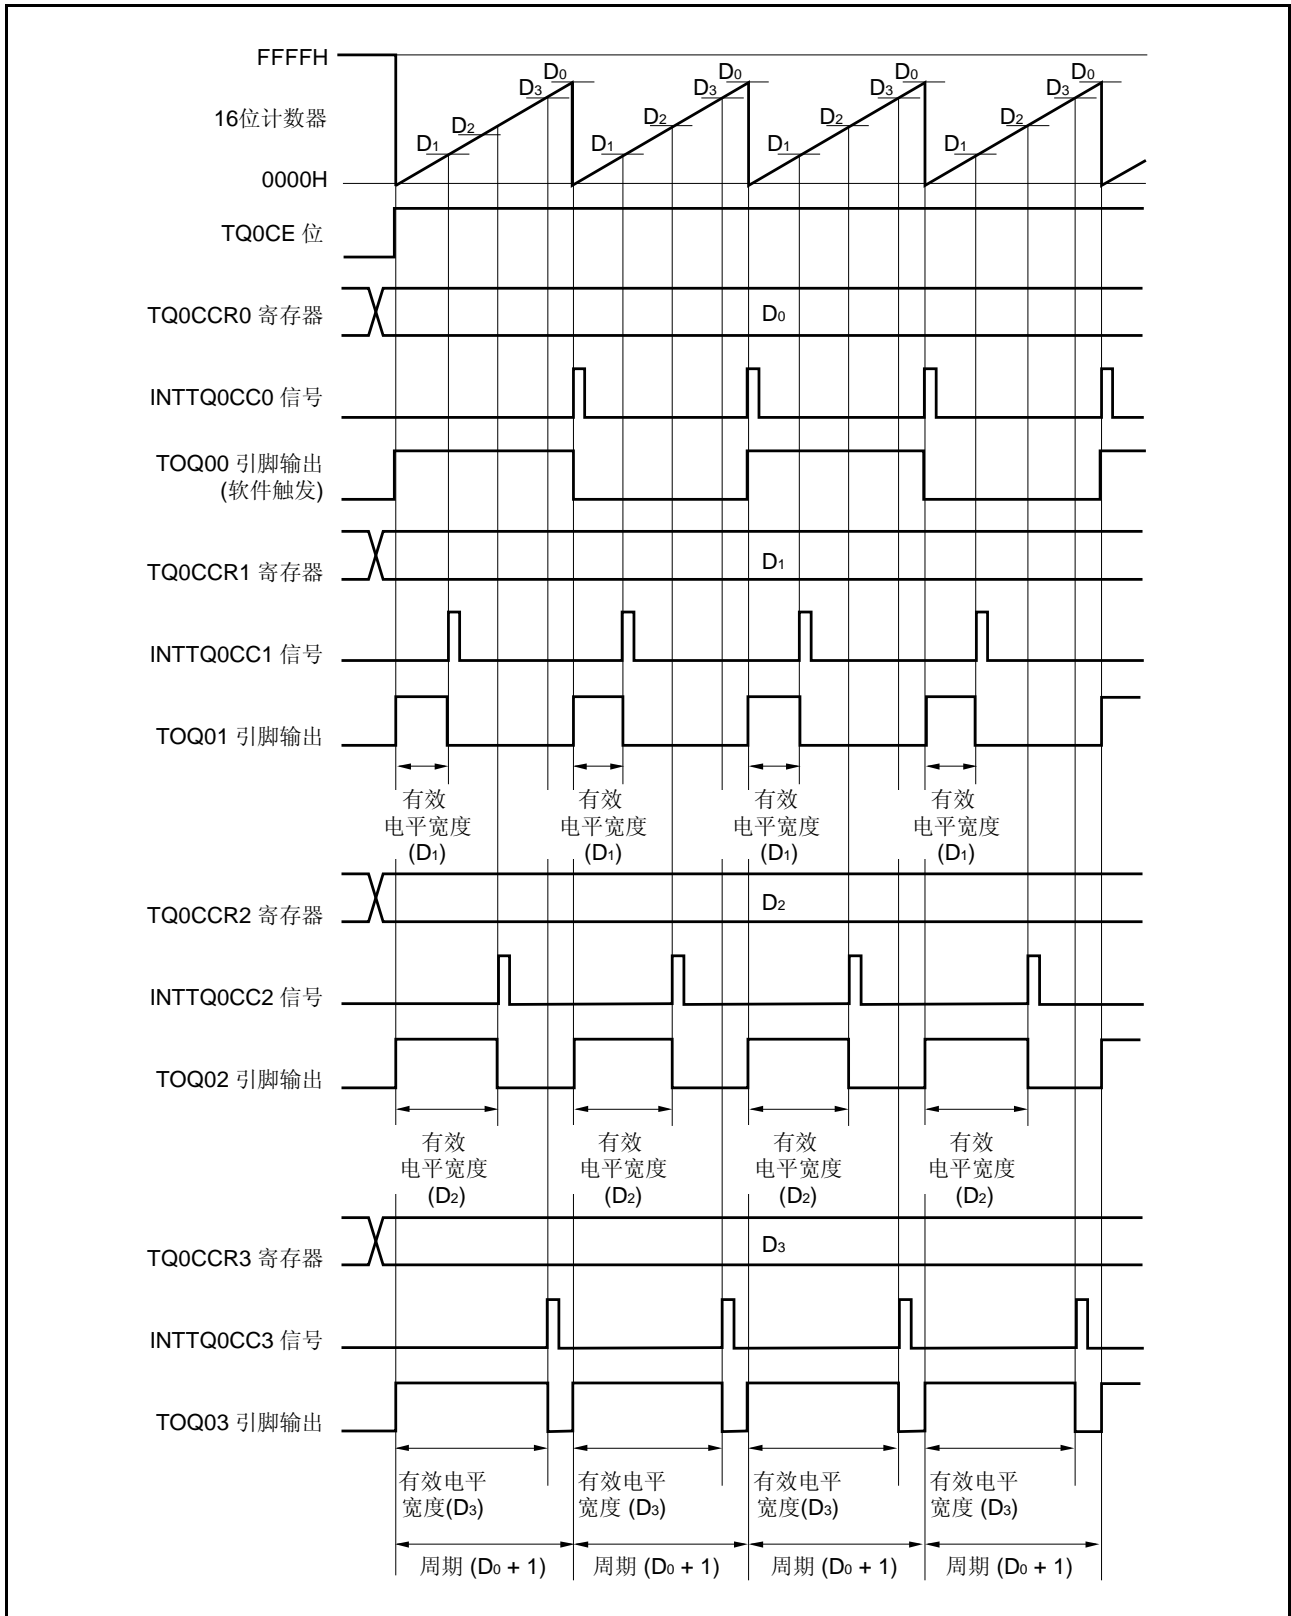 FFFFH
D0 D0 D0 D0
D3 D3 D3 D3
16位计数器
D2 D2 D2 D2
D1 D1 D1 D1
0000H
TQ0CE 位
TQ0CCR0 寄存器 D0
INTTQ0CC0 信号
TOQ00 引脚输出
(软件触发)
TQ0CCR1 寄存器 D1
INTTQ0CC1 信号
TOQ01 引脚输出
有效 有效 有效 有效
电平宽度 电平宽度 电平宽度 电平宽度
(D1) (D1) (D1) (D1)
TQ0CCR2 寄存器 D2
INTTQ0CC2 信号
TOQ02 引脚输出
有效 有效 有效 有效
电平宽度 电平宽度 电平宽度 电平宽度
(D2) (D2) (D2) (D2)
TQ0CCR3 寄存器 D3
INTTQ0CC3 信号
TOQ03 引脚输出
有效电平 有效电平 有效电平 有效电平
宽度(D3) 宽度 (D3) 宽度(D3) 宽度 (D3)
周期 (D0 + 1) 周期 (D0 + 1) 周期 (D0 + 1) 周期 (D0 + 1)